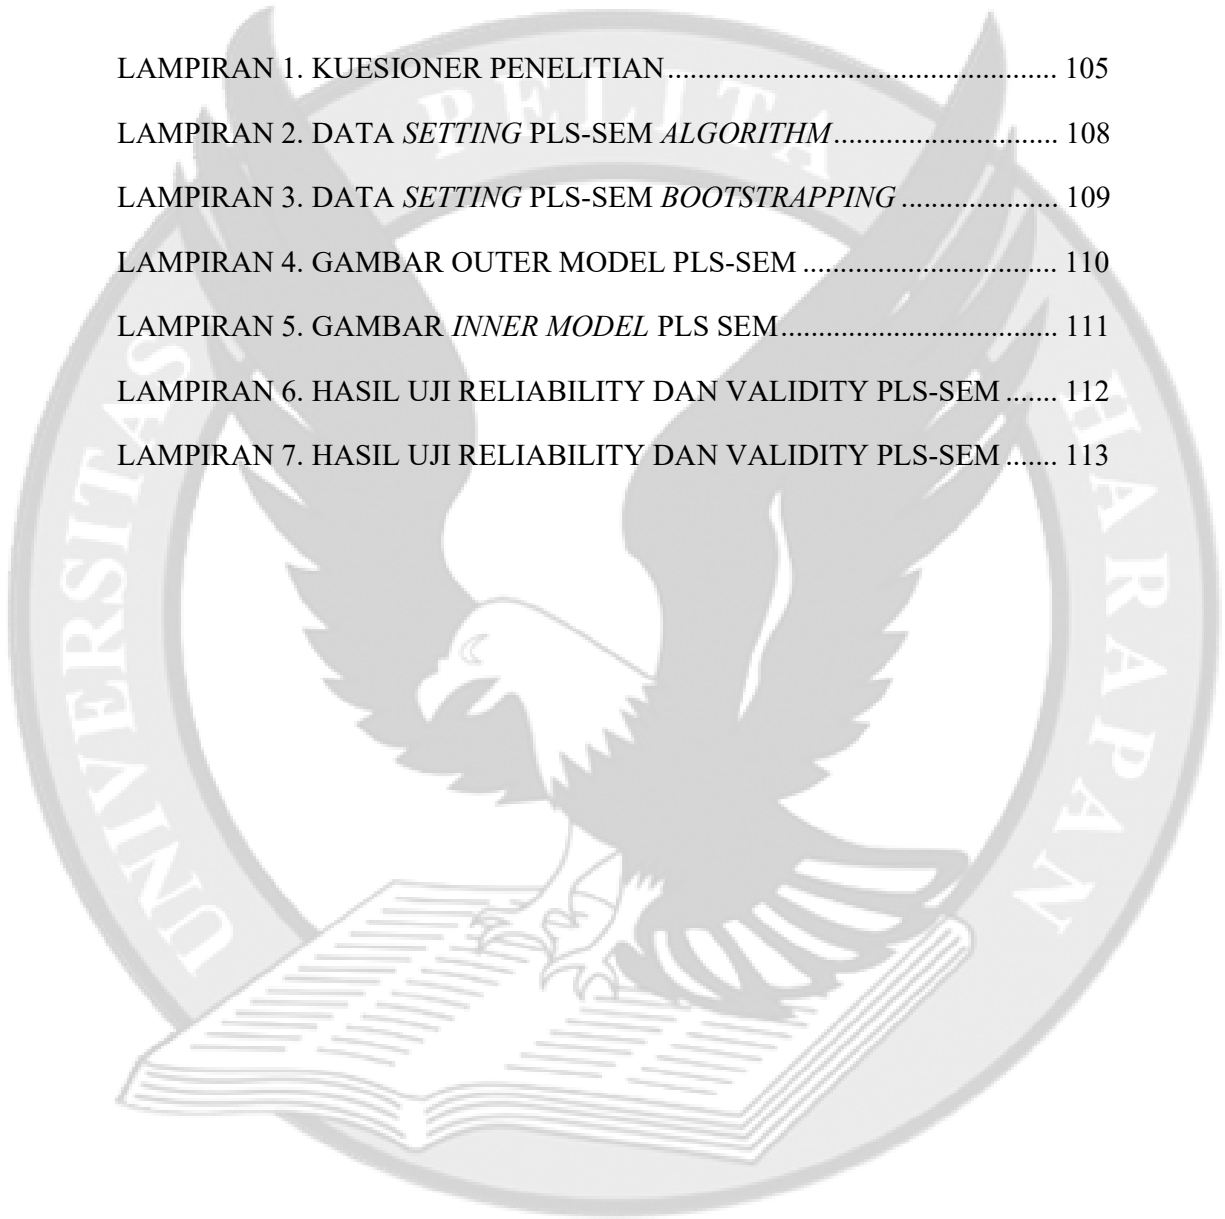 LAMPIRAN 1. KUESIONER PENELITIAN.................................................... 105
LAMPIRAN 2. DATA SETTING PLS-SEM ALGORITHM.............................. 108
LAMPIRAN 3. DATA SETTING PLS-SEM BOOTSTRAPPING..................... 109
LAMPIRAN 4. GAMBAR OUTER MODEL PLS-SEM .................................. 110
LAMPIRAN 5. GAMBAR INNER MODEL PLS SEM..................................... 111
LAMPIRAN 6. HASIL UJI RELIABILITY DAN VALIDITY PLS-SEM ....... 112
LAMPIRAN 7. HASIL UJI RELIABILITY DAN VALIDITY PLS-SEM ....... 113
UNIVERSITAS PELITA HARAPAN